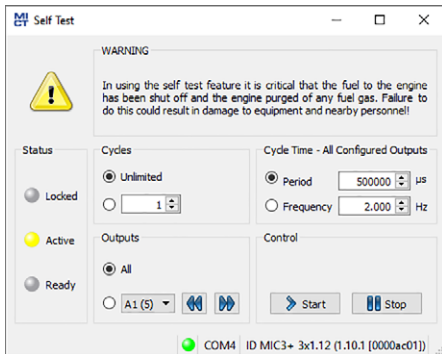 MICT Self Test
WARNING
In using the self test feature it is critical that the fuel to the engine
has been shut off and the engine purged of any fuel gas. Failure to
do this could result in damage to equipment and nearby personnel!
Status
Locked
Active
Ready
Cycles
Unlimited
1
Cycle Time - All Configured Outputs
Period 500000 µs
Frequency 2.000 Hz
Outputs
All
A1 (5)
Control
Start Stop
COM4 ID MIC3+ 3x1.12 (1.10.1 [0000ac01])